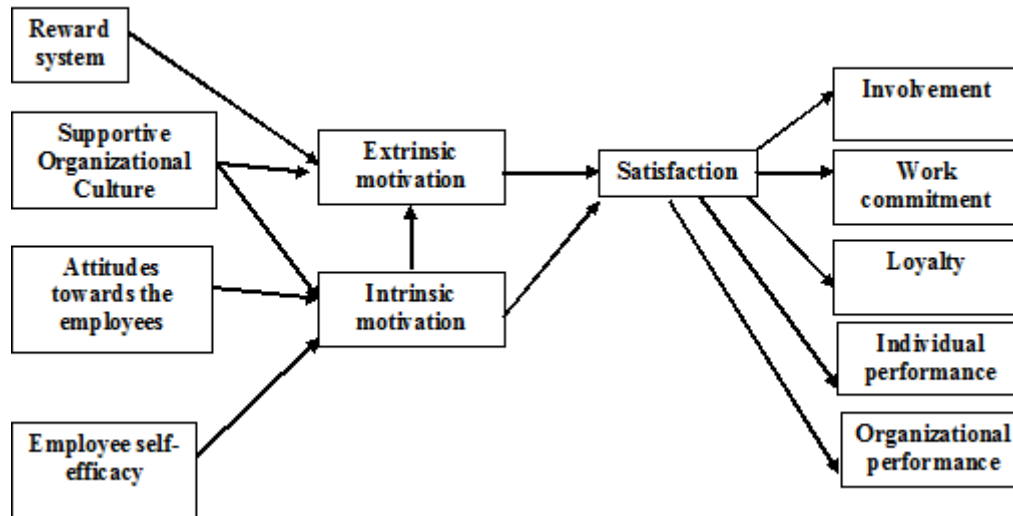 Reward
system
Supportive
Organizational
Culture
Attitudes
towards the
employees
Employee self-
efficacy
Extrinsic
motivation
Intrinsic
motivation
Satisfaction
Involvement
Work
commitment
Loyalty
Individual
performance
Organizational
performance